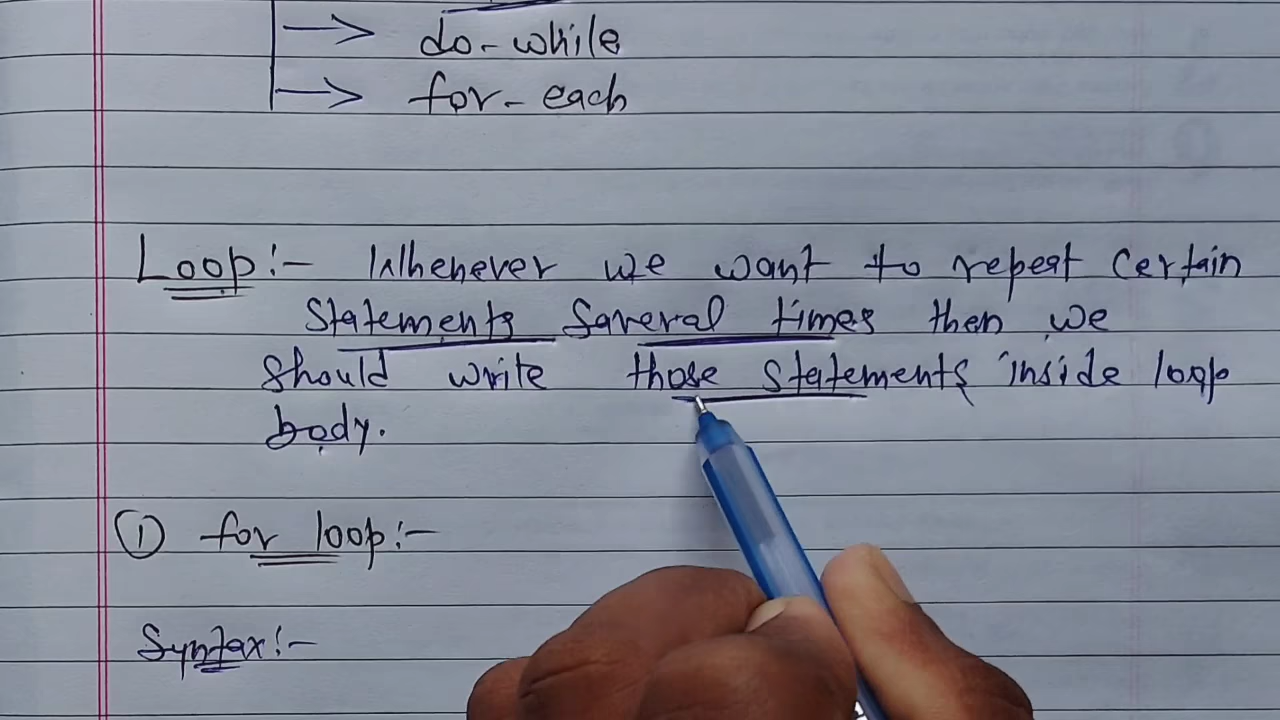 → do-while
→ for-each
Loop:- Whenever we want to repeat certain
statements saveral times then we
should write those statements inside loop
body.
① for loop:-
Syntax:-